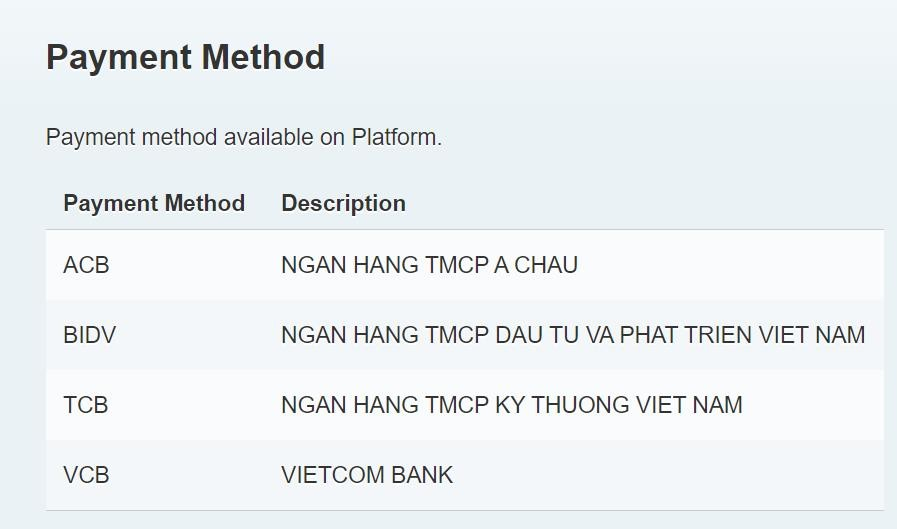 Payment Method
Payment method available on Platform.
Payment Method Description
ACB NGAN HANG TMCP A CHAU
BIDV NGAN HANG TMCP DAU TU VA PHAT TRIEN VIET NAM
TCB NGAN HANG TMCP KY THUONG VIET NAM
VCB VIETCOM BANK